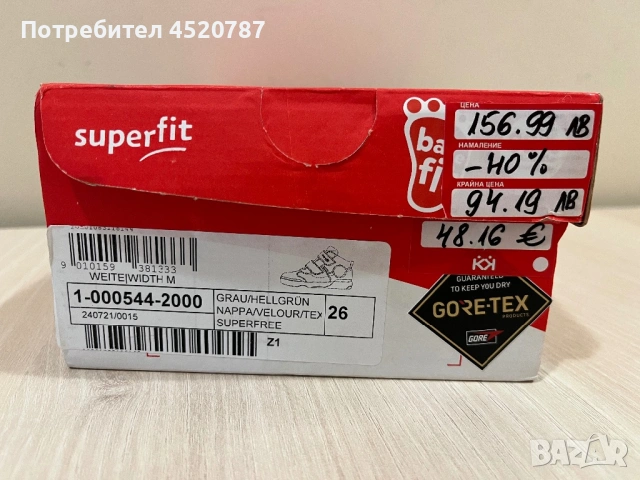 Потребител 4520787
superfit
ЦЕНА
156.99 лв
НАМАЛЕНИЕ
-40%
КРАЙНА ЦЕНА
94.19 лв
48.16 €
9 010159 381333
WEITE|WIDTH M
1-000544-2000
240721/0015
GRAU/HELLGRÜN
NAPPA/VELOUR/TEX
SUPERFREE
26
Z1
GUARANTEED
TO KEEP YOU DRY
GORE-TEX
PRODUCTS
GORE
BAZAR